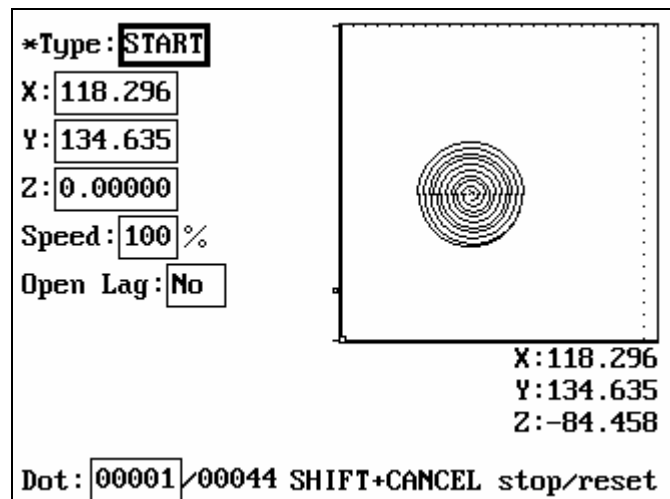 *Type:START
X:118.296
Y:134.635
Z:0.00000
Speed:100%
Open Lag:No
X:118.296
Y:134.635
Z:-84.458
Dot:00001/00044 SHIFT+CANCEL stop/reset